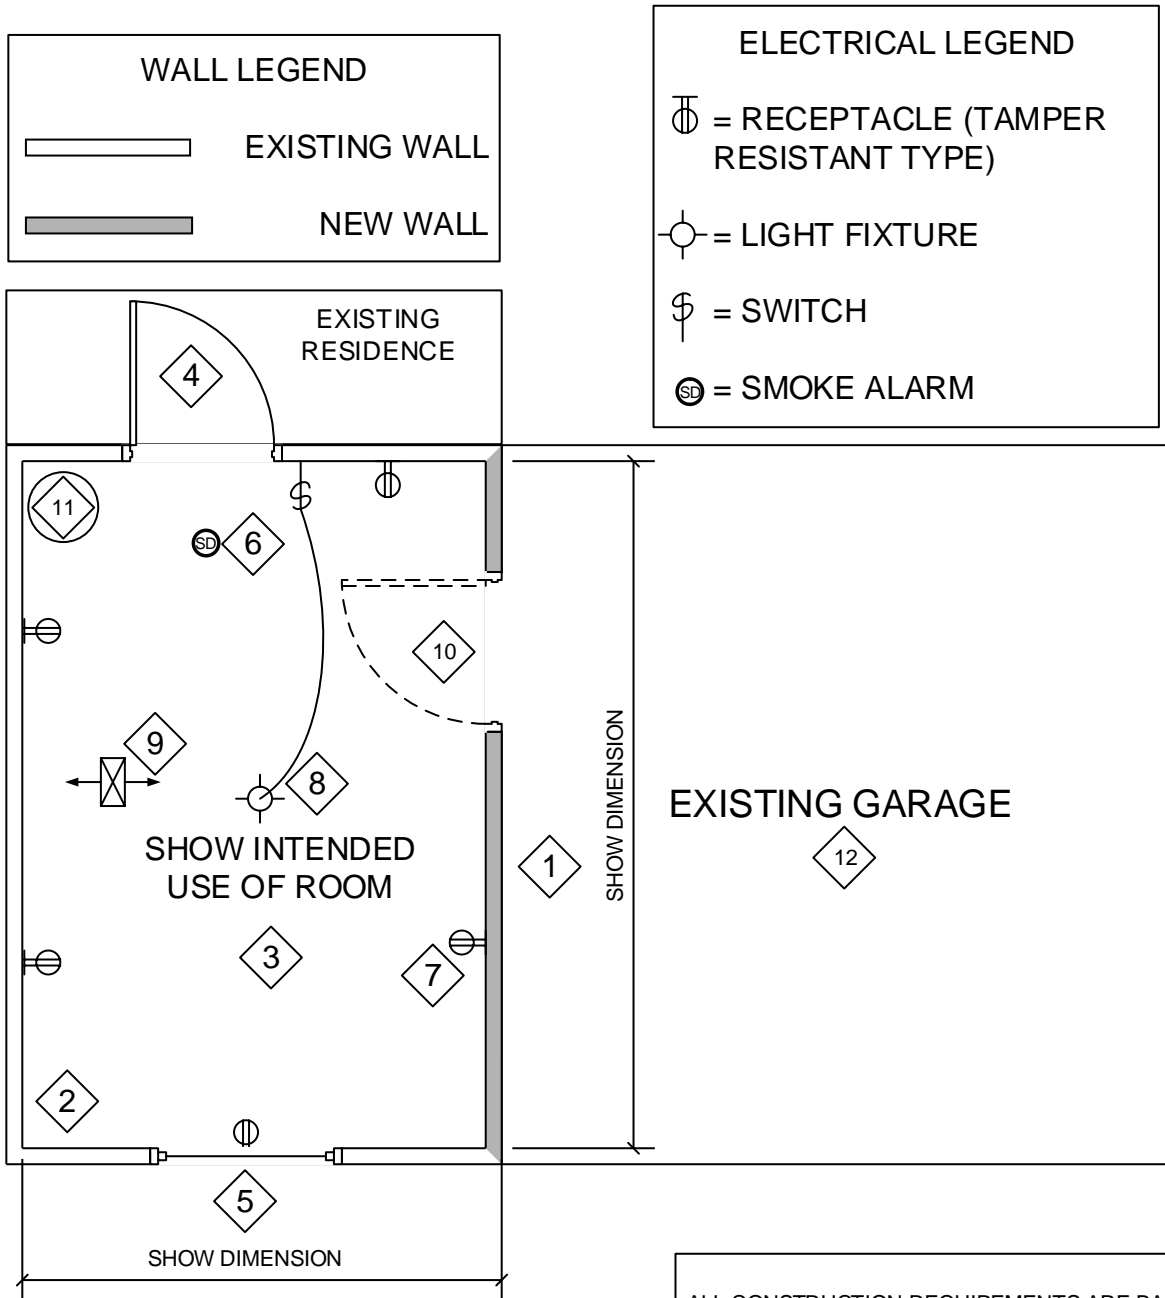 WALL LEGEND
EXISTING WALL
NEW WALL
ELECTRICAL LEGEND
= RECEPTACLE (TAMPER
RESISTANT TYPE)
= LIGHT FIXTURE
= SWITCH
SD = SMOKE ALARM
EXISTING
RESIDENCE
4
11
SD 6
10
9
8
SHOW INTENDED
USE OF ROOM
3
7
2
1
SHOW DIMENSION
EXISTING GARAGE
12
5
SHOW DIMENSION